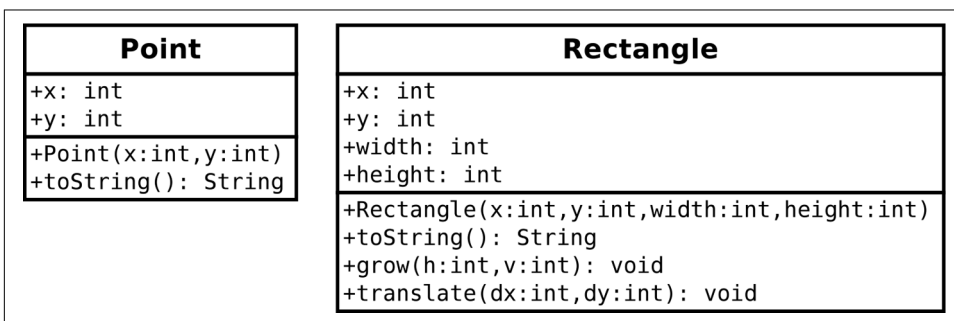 Point
+x: int
+y: int
+Point(x:int,y:int)
+toString(): String
Rectangle
+x: int
+y: int
+width: int
+height: int
+Rectangle(x:int,y:int,width:int,height:int)
+toString(): String
+grow(h:int,v:int): void
+translate(dx:int,dy:int): void